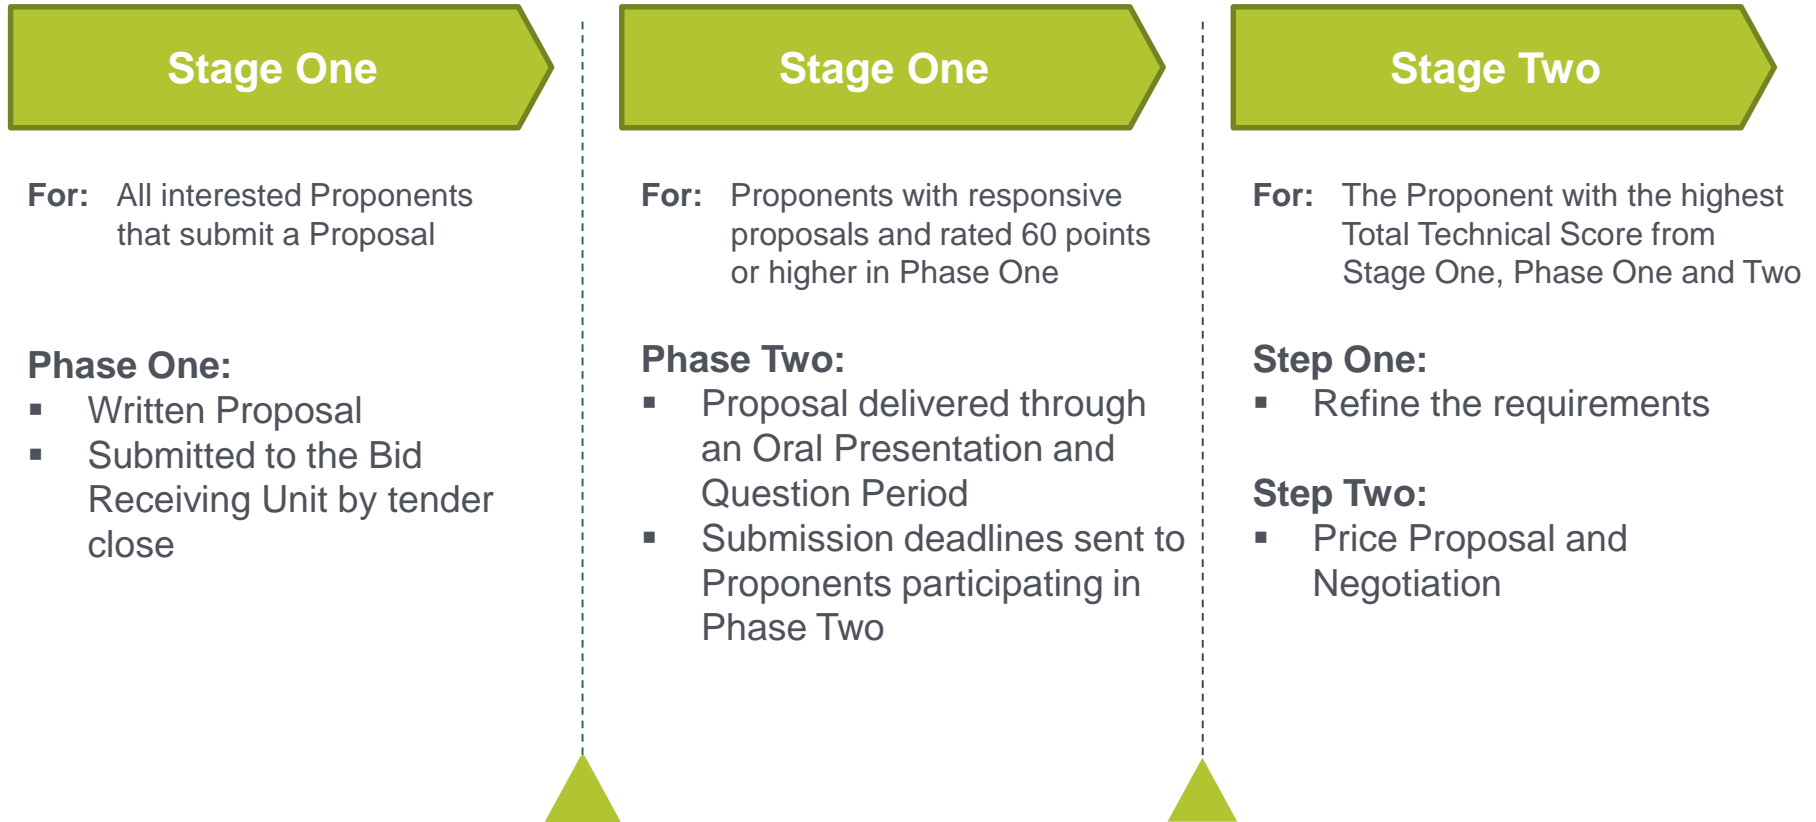 Stage One
For: All interested Proponents
that submit a Proposal
Phase One:
▪ Written Proposal
▪ Submitted to the Bid
Receiving Unit by tender
close
Stage One
For: Proponents with responsive
proposals and rated 60 points
or higher in Phase One
Phase Two:
▪ Proposal delivered through
an Oral Presentation and
Question Period
▪ Submission deadlines sent to
Proponents participating in
Phase Two
Stage Two
For: The Proponent with the highest
Total Technical Score from
Stage One, Phase One and Two
Step One:
▪ Refine the requirements
Step Two:
▪ Price Proposal and
Negotiation